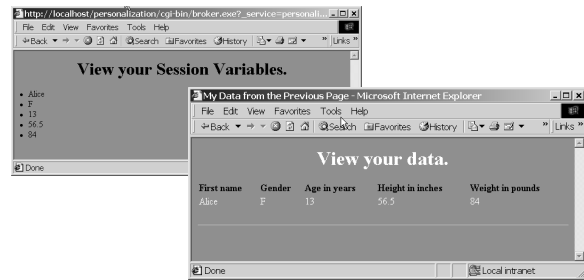 http://localhost/personalization/cgi-bin/broker.exe?_service=personali...
File Edit View Favorites Tools Help
Back Search Favorites History Links »
View your Session Variables.
Alice
F
13
56.5
84
Done
My Data from the Previous Page - Microsoft Internet Explorer
File Edit View Favorites Tools Help
Back Search Favorites History Links »
View your data.
First name Gender Age in years Height in inches Weight in pounds
Alice F 13 56.5 84
Done Local intranet